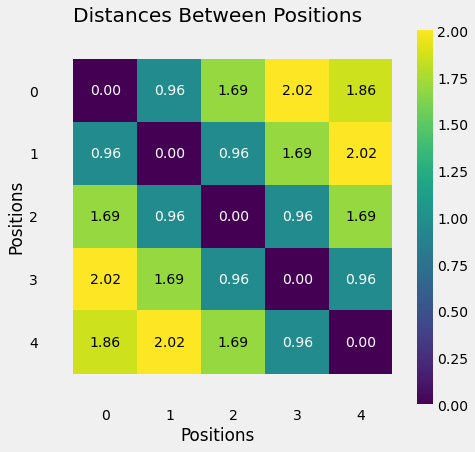 Distances Between Positions
0 0.00 0.96 1.69 2.02 1.86
1 0.96 0.00 0.96 1.69 2.02
2 1.69 0.96 0.00 0.96 1.69
3 2.02 1.69 0.96 0.00 0.96
4 1.86 2.02 1.69 0.96 0.00
0 1 2 3 4
Positions
Positions
2.00
1.75
1.50
1.25
1.00
0.75
0.50
0.25
0.00